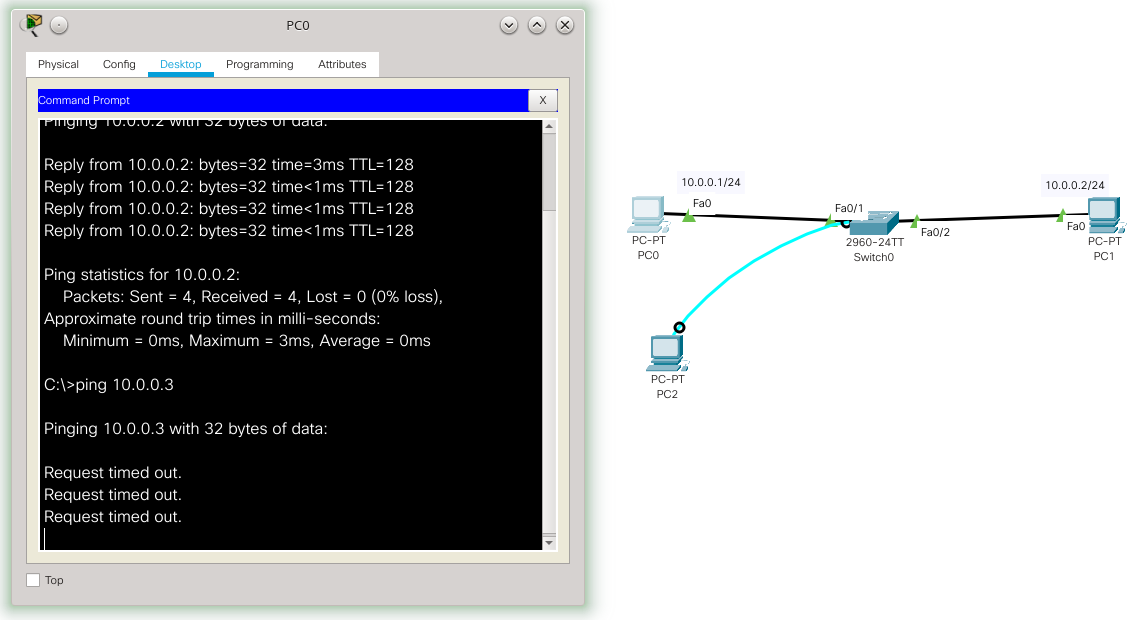 PC0
Physical Config Desktop Programming Attributes
Command Prompt X
Pinging 10.0.0.2 with 32 bytes of data:
Reply from 10.0.0.2: bytes=32 time=3ms TTL=128
Reply from 10.0.0.2: bytes=32 time<1ms TTL=128
Reply from 10.0.0.2: bytes=32 time<1ms TTL=128
Reply from 10.0.0.2: bytes=32 time<1ms TTL=128
Ping statistics for 10.0.0.2:
Packets: Sent = 4, Received = 4, Lost = 0 (0% loss),
Approximate round trip times in milli-seconds:
Minimum = 0ms, Maximum = 3ms, Average = 0ms
C:\>ping 10.0.0.3
Pinging 10.0.0.3 with 32 bytes of data:
Request timed out.
Request timed out.
Request timed out.
Top
10.0.0.1/24
Fa0
PC-PT
PC0
Fa0/1
2960-24TT
Switch0
Fa0/2
10.0.0.2/24
Fa0
PC-PT
PC1
PC-PT
PC2